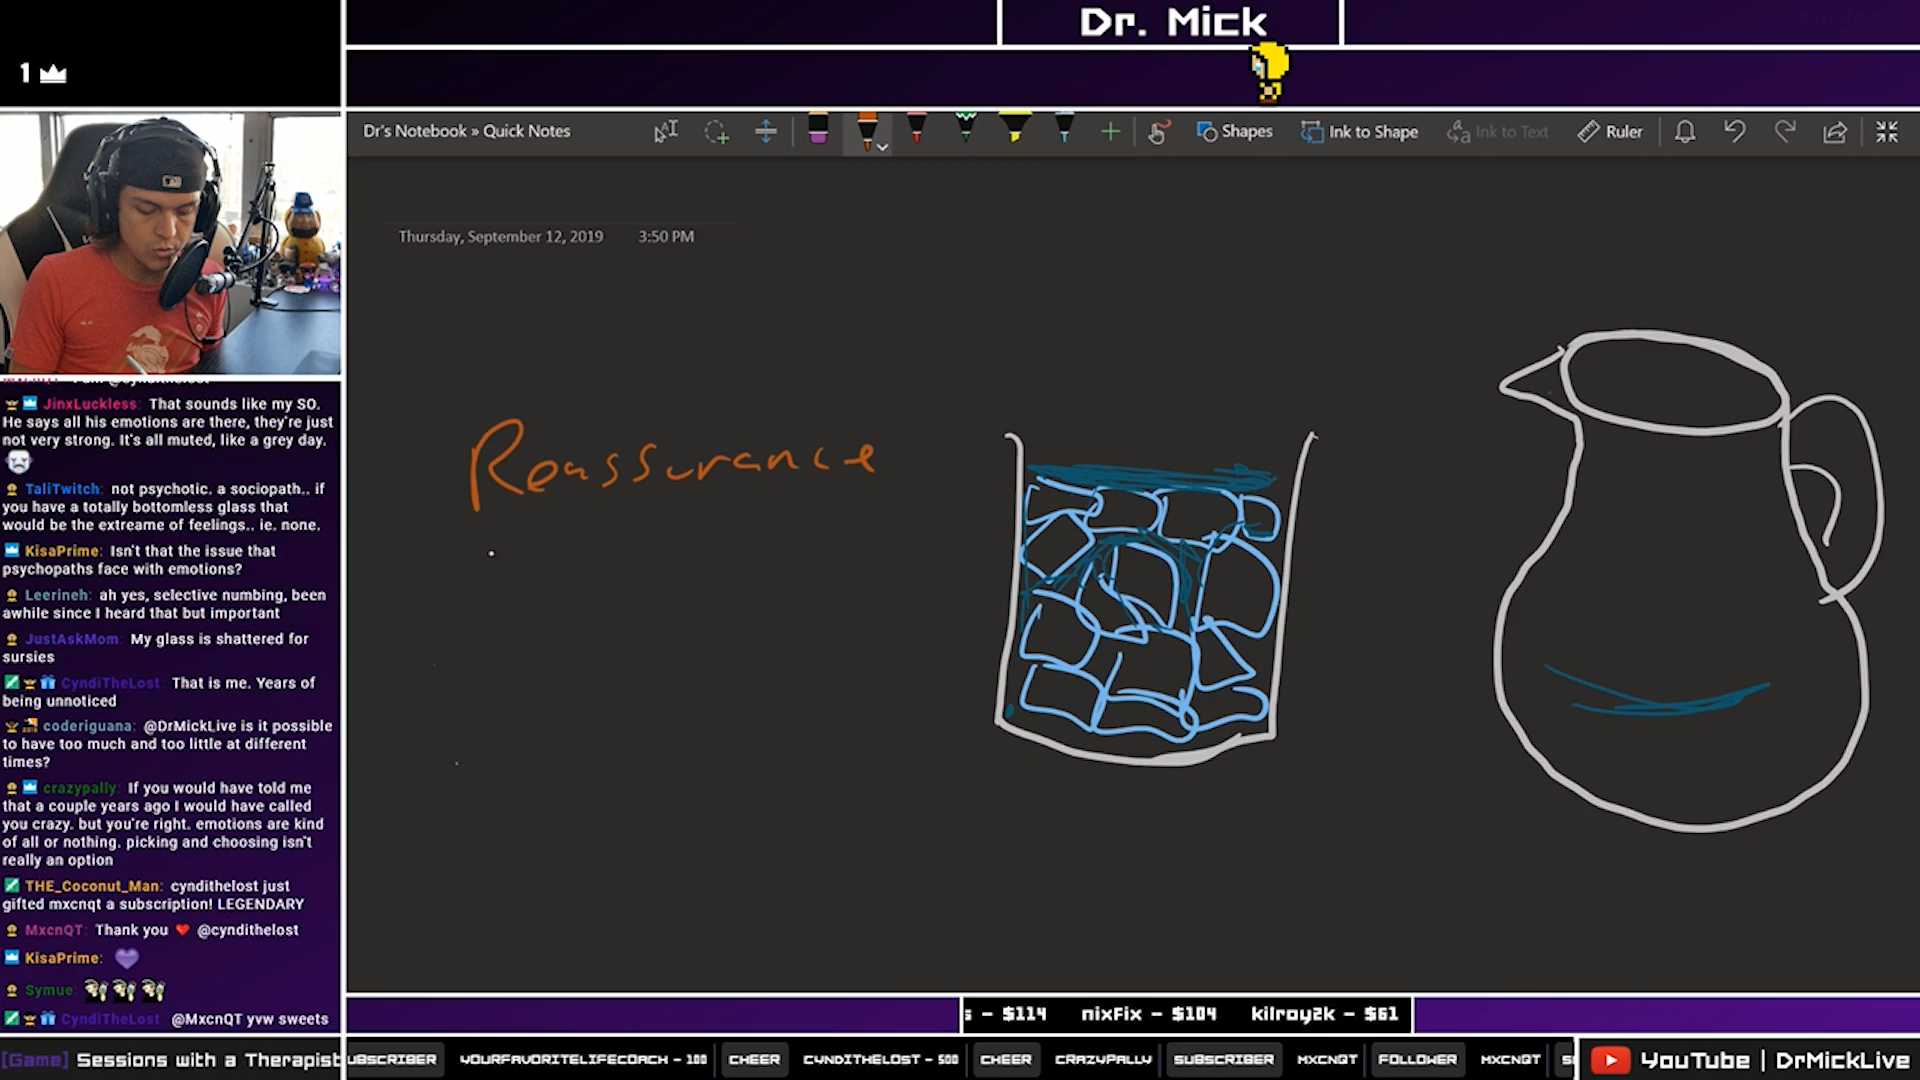 Dr. Mick
1
Dr's Notebook » Quick Notes
Shapes
Ink to Shape
Ink to Text
Ruler
Thursday, September 12, 2019 3:50 PM
Reassurance
JinxLuckless: That sounds like my SO.
He says all his emotions are there, they're just
not very strong. It's all muted, like a grey day.
TaliTwitch: not psychotic. a sociopath.. if
you have a totally bottomless glass that
would be the extreame of feelings.. ie. none.
KisaPrime: Isn't that the issue that
psychopaths face with emotions?
Leerineh: ah yes, selective numbing, been
awhile since I heard that but important
JustAskMom: My glass is shattered for
sursies
CyndiTheLost: That is me. Years of
being unnoticed
coderiguana: @DrMickLive is it possible
to have too much and too little at different
times?
crazypally: If you would have told me
that a couple years ago I would have called
you crazy. but you're right. emotions are kind
of all or nothing. picking and choosing isn't
really an option
THE_Coconut_Man: cyndithelost just
gifted mxcnqt a subscription! LEGENDARY
MxcnQT: Thank you @cyndithelost
KisaPrime:
Symue:
CyndiTheLost: @MxcnQT yvw sweets
s - $114 nixFix - $104 kilroy2k - $61
[Game] Sessions with a Therapist
UBSCRIBER YOURFAVORITELIFECOACH - 100 CHEER CYNDITHELOST - 500 CHEER CRAZYPALLY SUBSCRIBER MXCNQT FOLLOWER MXCNQT
YouTube | DrMickLive